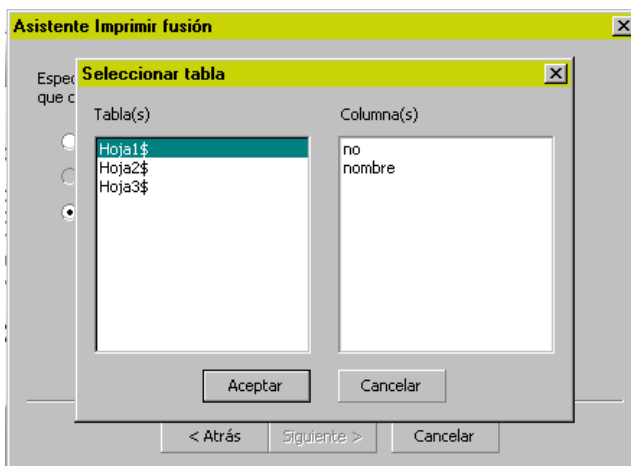 Asistente Imprimir fusión
Espec
que c
Seleccionar tabla
Tabla(s)
Columna(s)
Hoja1$
Hoja2$
Hoja3$
no
nombre
Aceptar
Cancelar
< Atrás
Siguiente >
Cancelar